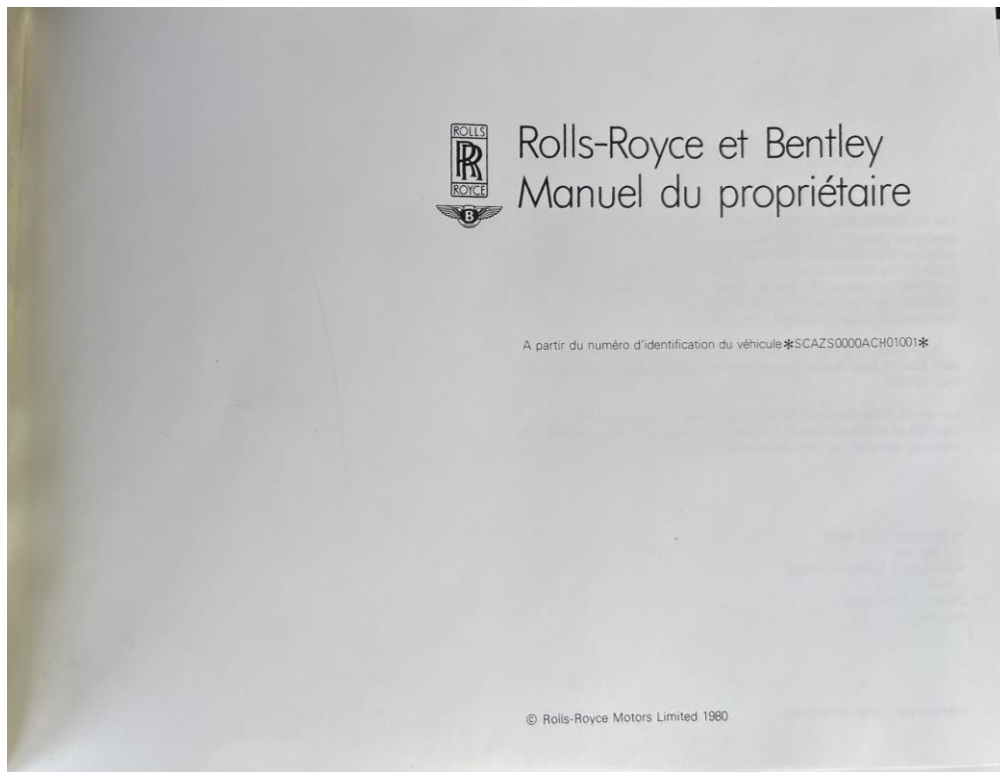 ROLLS
RR
ROYCE
B
Rolls-Royce et Bentley
Manuel du propriétaire
A partir du numéro d'identification du véhicule*SCAZS0000ACH01001*
© Rolls-Royce Motors Limited 1980